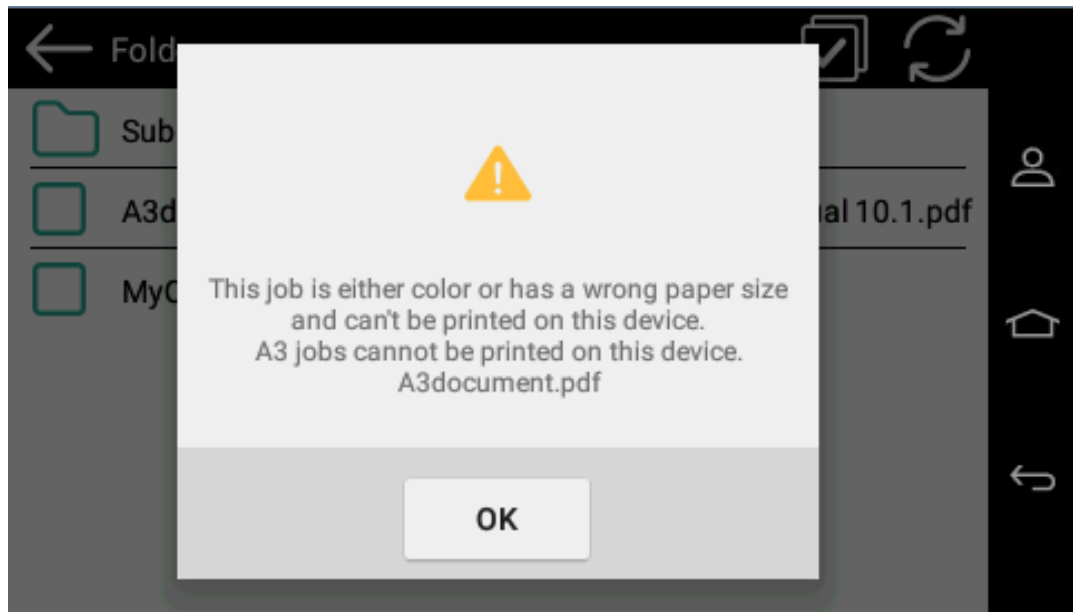 Fold
Sub
A3d
al 10.1.pdf
MyC
This job is either color or has a wrong paper size
and can't be printed on this device.
A3 jobs cannot be printed on this device.
A3document.pdf
OK